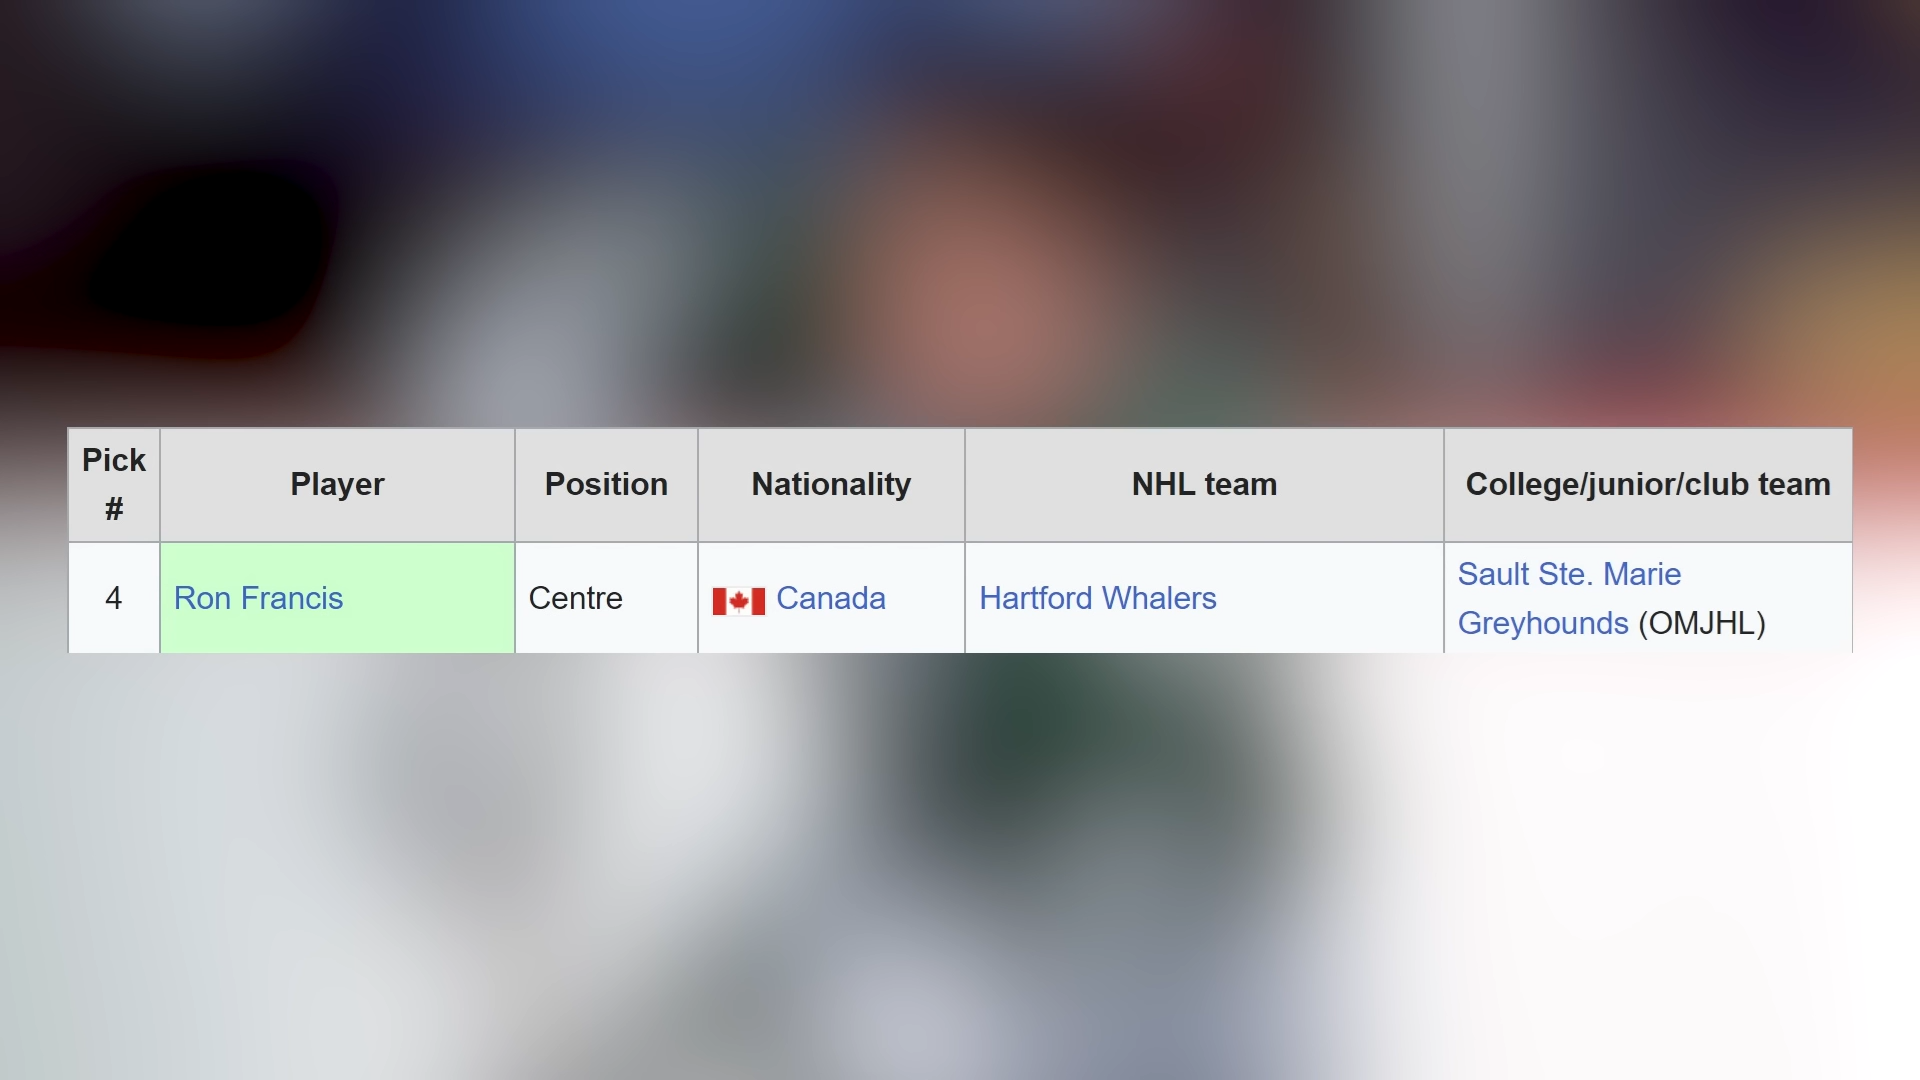 Pick
#
Player
Position
Nationality
NHL team
College/junior/club team
4
Ron Francis
Centre
Canada
Hartford Whalers
Sault Ste. Marie
Greyhounds (OMJHL)